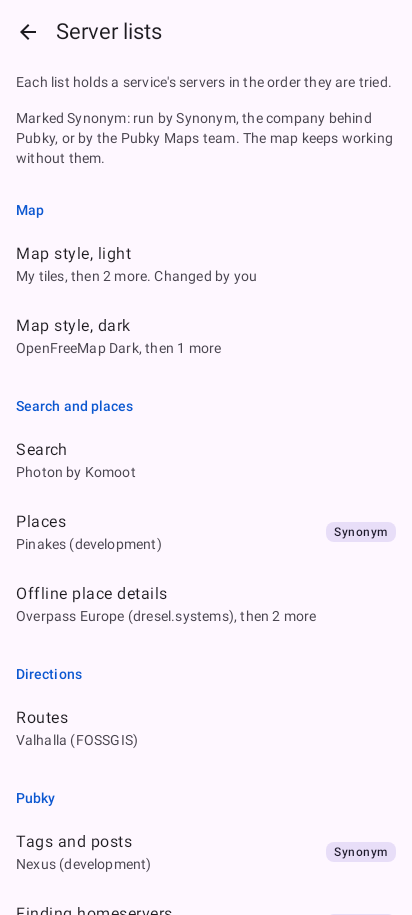 Server lists
Each list holds a service's servers in the order they are tried.
Marked Synonym: run by Synonym, the company behind
Pubky, or by the Pubky Maps team. The map keeps working
without them.
Map
Map style, light
My tiles, then 2 more. Changed by you
Map style, dark
OpenFreeMap Dark, then 1 more
Search and places
Search
Photon by Komoot
Places
Pinakes (development)
Synonym
Offline place details
Overpass Europe (dresel.systems), then 2 more
Directions
Routes
Valhalla (FOSSGIS)
Pubky
Tags and posts
Nexus (development)
Synonym
Finding homeservers